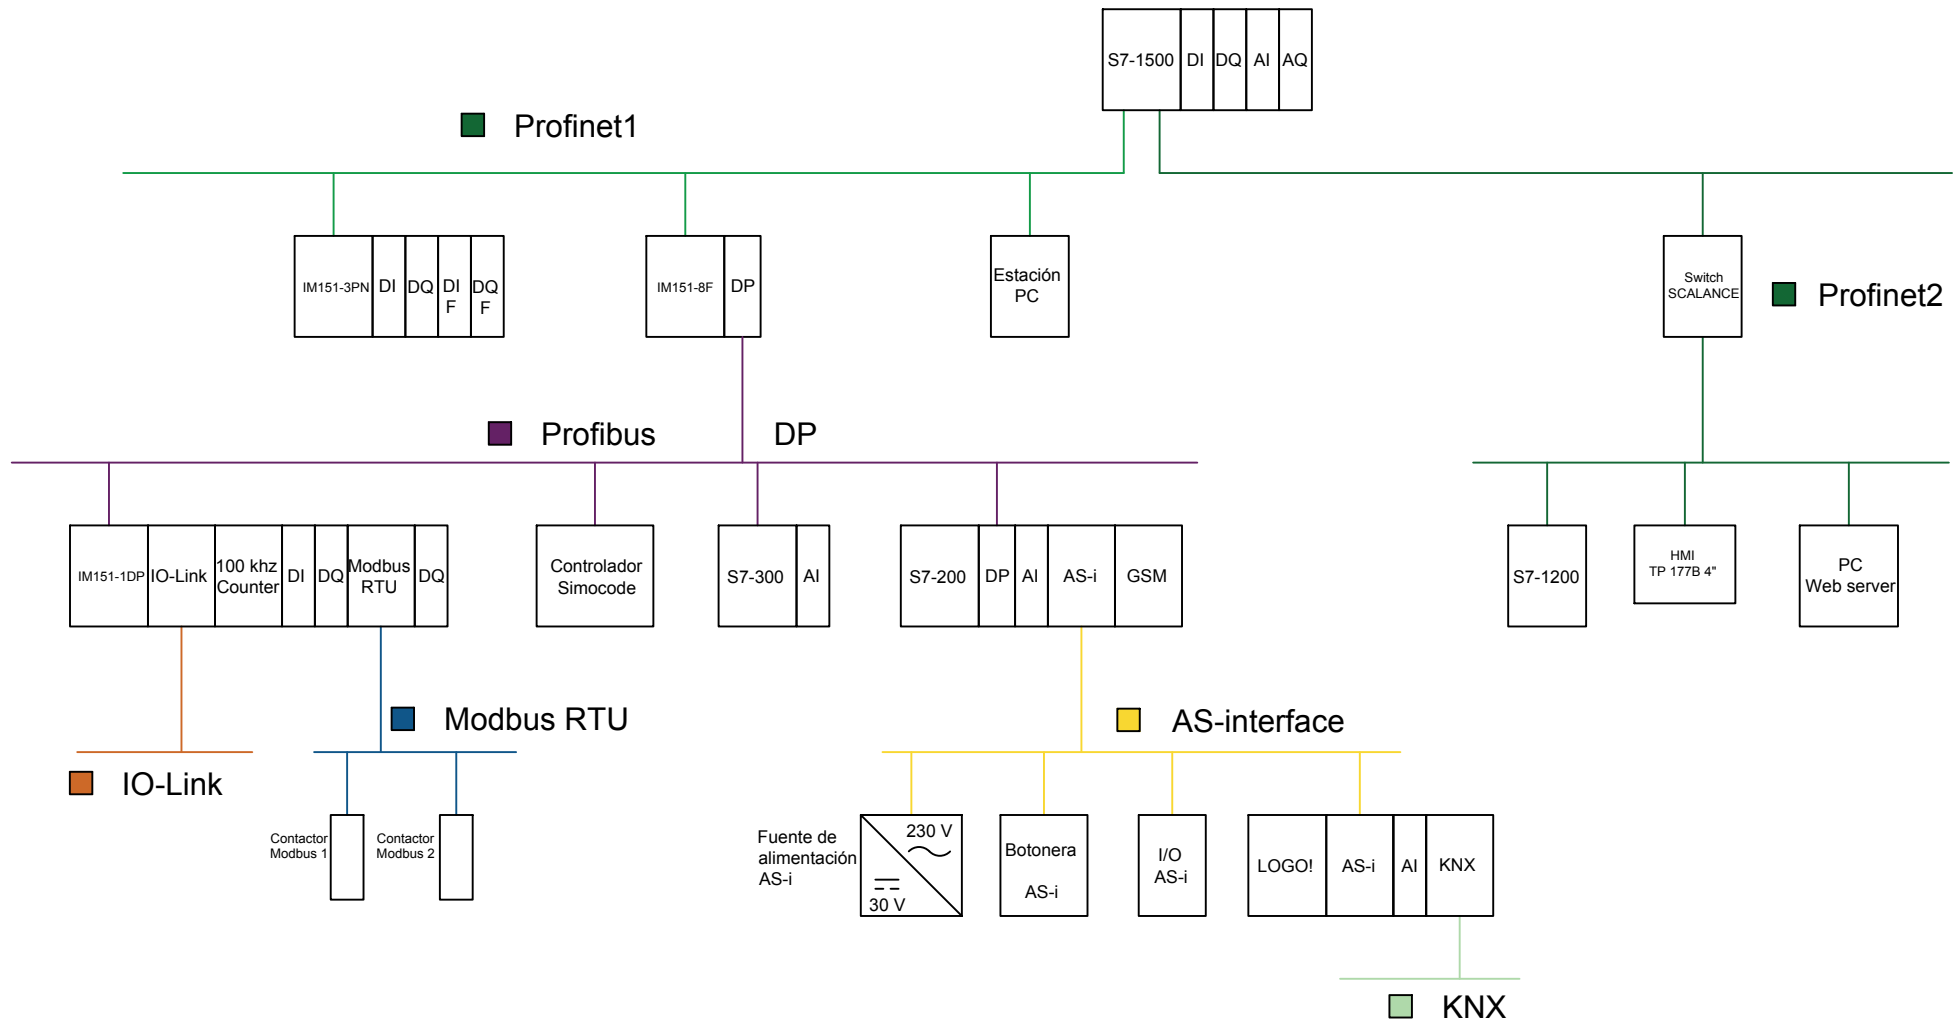 S7-1500 DI DQ AI AQ
Profinet1
IM151-3PN DI DQ DI DQ
F F
IM151-8F DP
Estación
PC
Switch
SCALANCE
Profinet2
Profibus DP
IM151-1DP IO-Link 100 khz DI DQ Modbus DQ
Counter RTU
Controlador
Simocode
S7-300 AI
S7-200 DP AI AS-i GSM
S7-1200
HMI
TP 177B 4"
PC
Web server
Modbus RTU
AS-interface
IO-Link
Contactor
Modbus 1
Contactor
Modbus 2
Fuente de
alimentación
AS-i
230 V
30 V
Botonera
AS-i
I/O
AS-i
LOGO! AS-i AI KNX
KNX